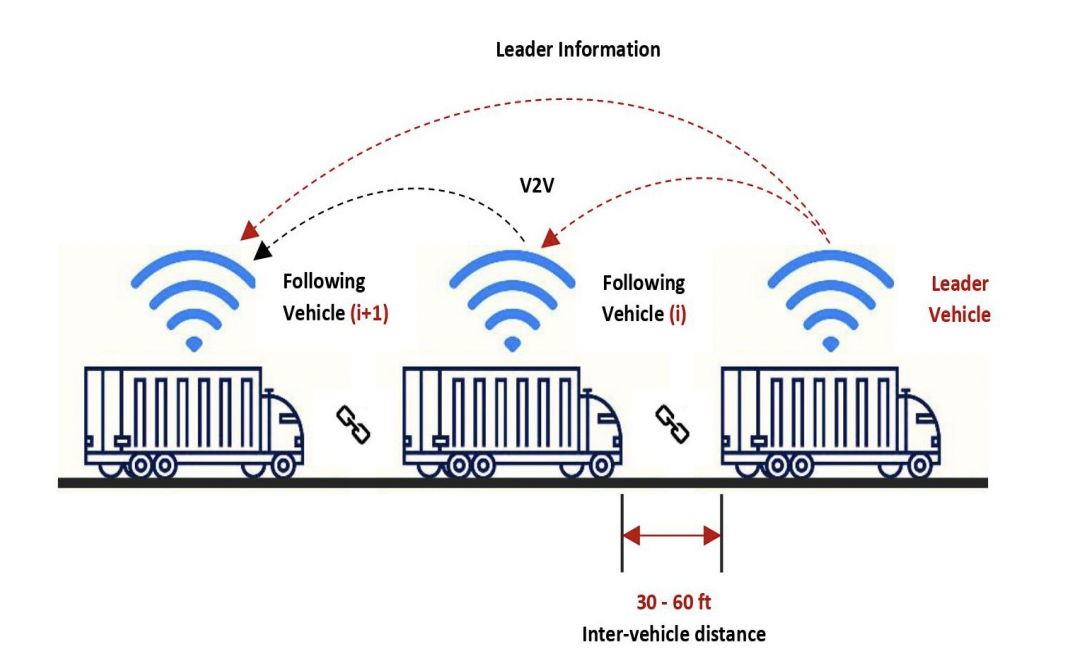 Leader Information
V2V
Following
Vehicle (i+1)
Following
Vehicle (i)
Leader
Vehicle
30 - 60 ft
Inter-vehicle distance